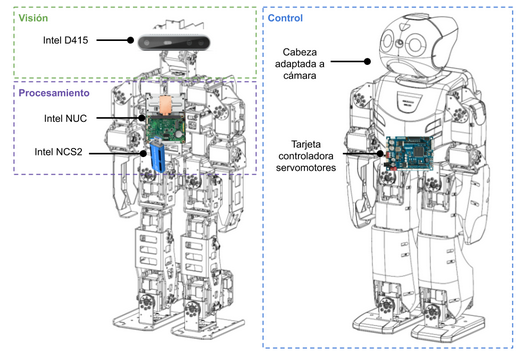 Visión
Intel D415
Procesamiento
Intel NUC
Intel NCS2
Control
Cabeza
adaptada a
cámara
Tarjeta
controladora
servomotores